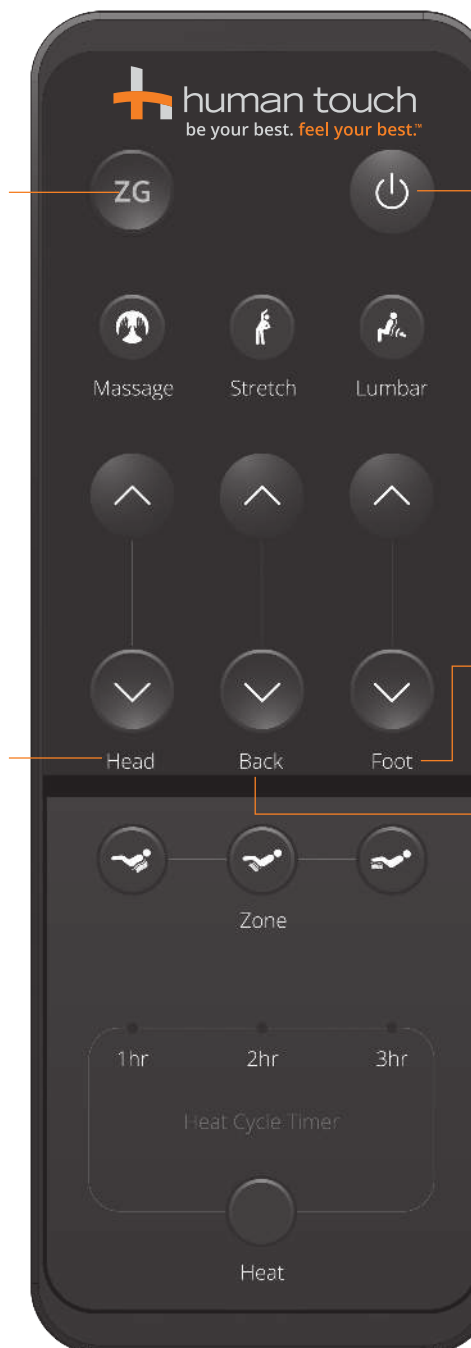 human touch
be your best. feel your best.™
ZG
Massage Stretch Lumbar
Head Back Foot
Zone
1hr 2hr 3hr
Heat Cycle Timer
Heat